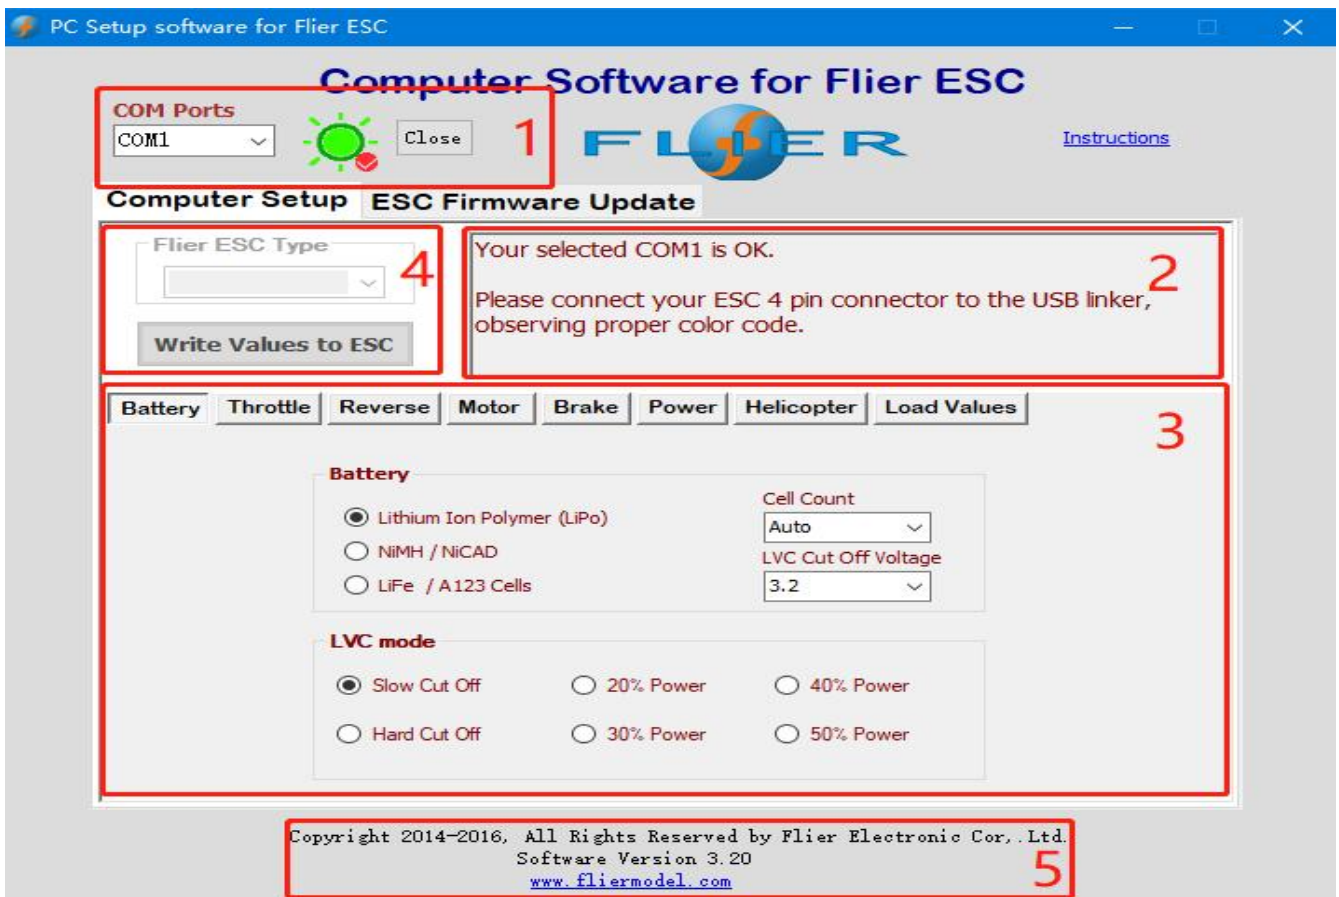 PC Setup software for Flier ESC
Computer Software for Flier ESC
COM Ports
COM1
Close
1
FLIER
Instructions
Computer Setup
ESC Firmware Update
Flier ESC Type
4
Write Values to ESC
Your selected COM1 is OK.
Please connect your ESC 4 pin connector to the USB linker,
observing proper color code.
2
Battery Throttle Reverse Motor Brake Power Helicopter Load Values
3
Battery
Lithium Ion Polymer (LiPo)
NiMH / NiCAD
LiFe / A123 Cells
Cell Count
Auto
LVC Cut Off Voltage
3.2
LVC mode
Slow Cut Off 20% Power 40% Power
Hard Cut Off 30% Power 50% Power
Copyright 2014-2016, All Rights Reserved by Flier Electronic Cor,.Ltd.
Software Version 3.20
www.fliermodel.com
5